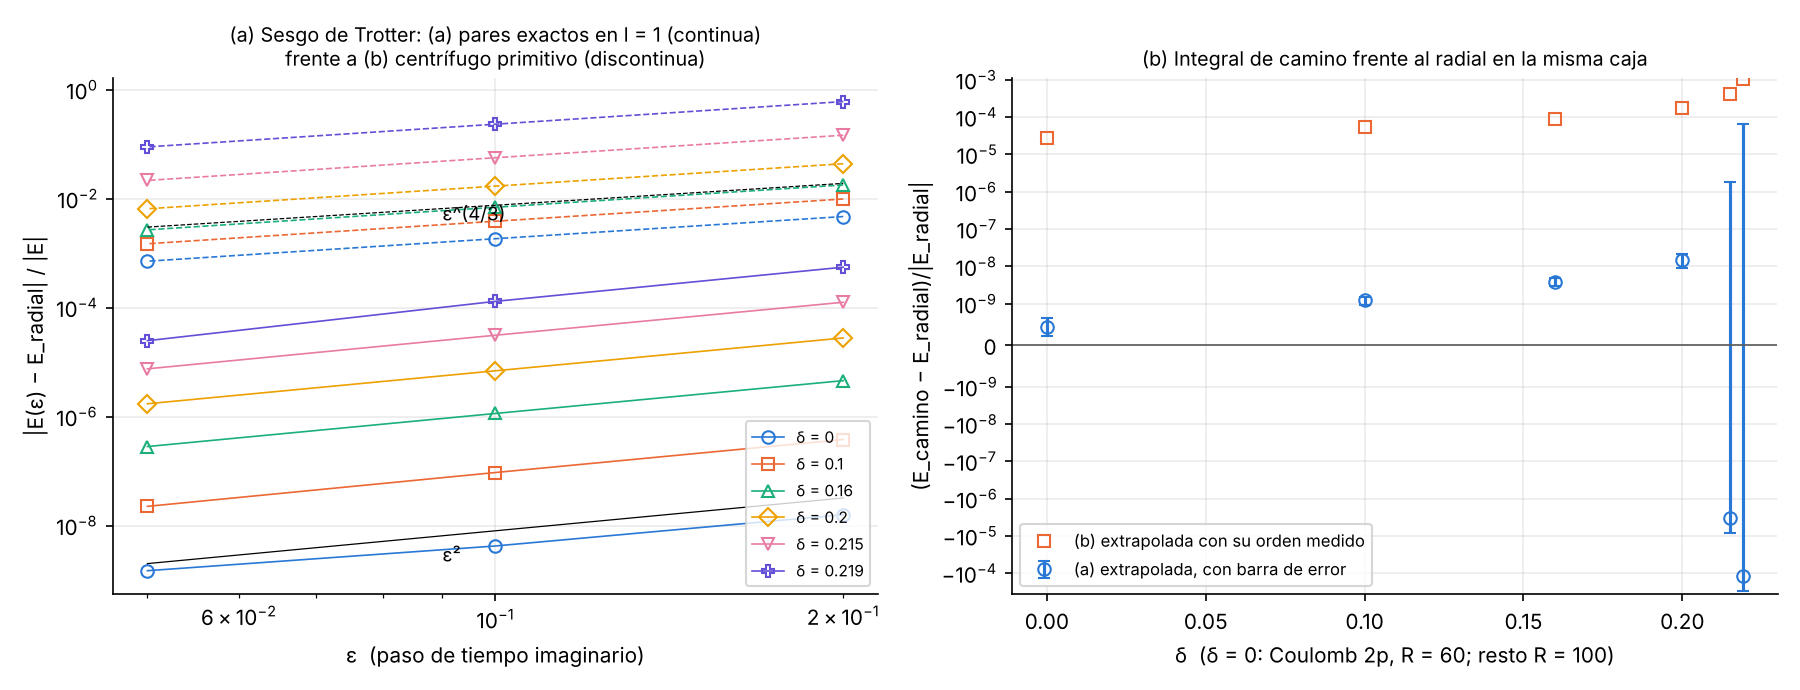 (a) Sesgo de Trotter: (a) pares exactos en l = 1 (continua)
frente a (b) centrífugo primitivo (discontinua)
|E(ε) − E_radial| / |E|
10⁰
10⁻²
10⁻⁴
10⁻⁶
10⁻⁸
ε^(4/3)
ε²
δ = 0
δ = 0.1
δ = 0.16
δ = 0.2
δ = 0.215
δ = 0.219
6 × 10⁻²
10⁻¹
2 × 10⁻¹
ε (paso de tiempo imaginario)
(b) Integral de camino frente al radial en la misma caja
(E_camino − E_radial)/|E_radial|
10⁻³
10⁻⁴
10⁻⁵
10⁻⁶
10⁻⁷
10⁻⁸
10⁻⁹
0
−10⁻⁹
−10⁻⁸
−10⁻⁷
−10⁻⁶
−10⁻⁵
−10⁻⁴
(b) extrapolada con su orden medido
(a) extrapolada, con barra de error
0.00
0.05
0.10
0.15
0.20
δ (δ = 0: Coulomb 2p, R = 60; resto R = 100)